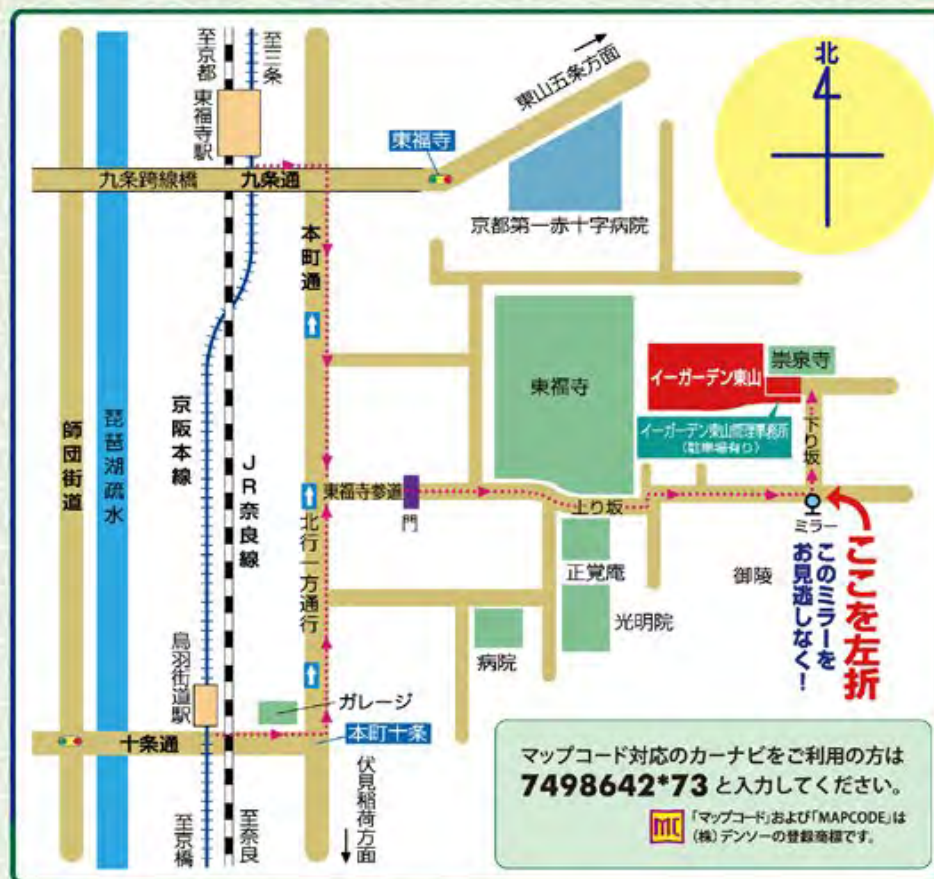 至京都
至三条
東福寺駅
東山五条方面
北
東福寺
九条跨線橋
九条通
京都第一赤十字病院
本町通
師団街道
琵琶湖疏水
京阪本線
JR奈良線
東福寺
イーガーデン東山
崇泉寺
イーガーデン東山管理事務所
(駐車場有り)
下り坂
東福寺参道
門
上り坂
ミラー
北行一方通行
正覚庵
御陵
このミラーを
お見逃しなく!
ここを左折
光明院
病院
鳥羽街道駅
ガレージ
十条通
本町十条
伏見稲荷方面
至京橋
至奈良
マップコード対応のカーナビをご利用の方は
7498642*73 と入力してください。
MC
「マップコード」および「MAPCODE」は
(株)デンソーの登録商標です。